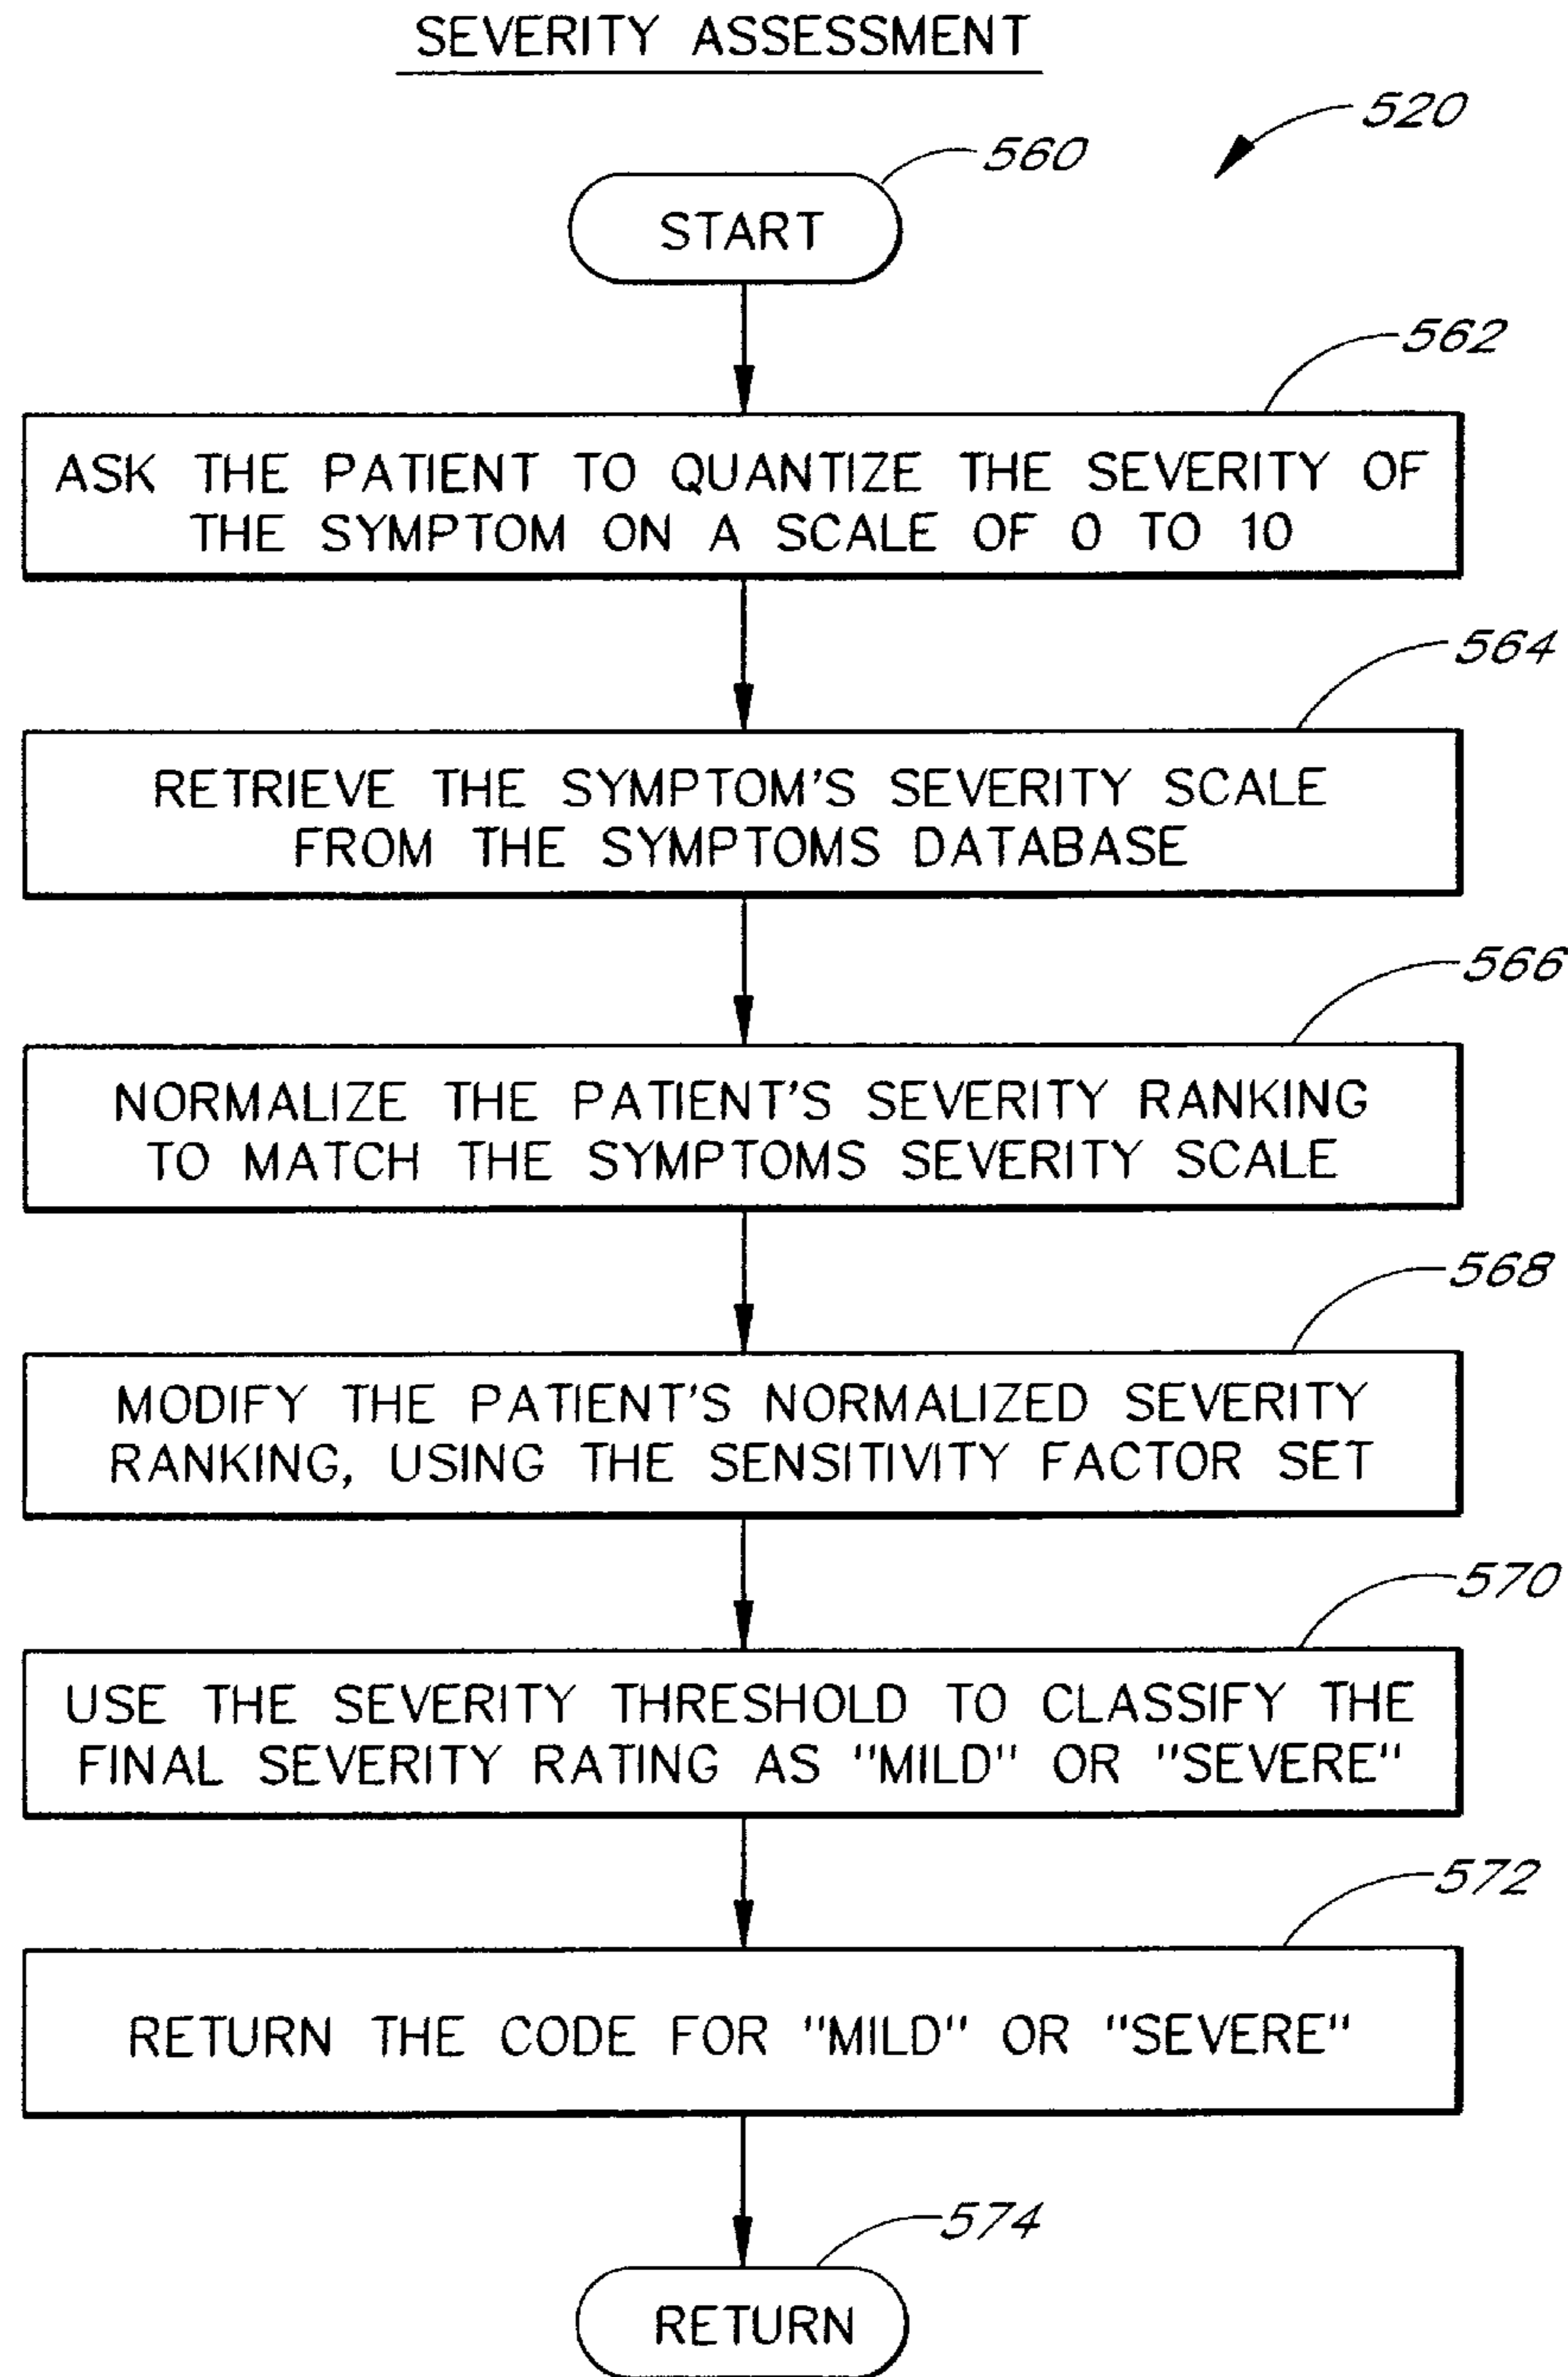 SEVERITY ASSESSMENT
520
560
START
562
ASK THE PATIENT TO QUANTIZE THE SEVERITY OF
THE SYMPTOM ON A SCALE OF 0 TO 10
564
RETRIEVE THE SYMPTOM'S SEVERITY SCALE
FROM THE SYMPTOMS DATABASE
566
NORMALIZE THE PATIENT'S SEVERITY RANKING
TO MATCH THE SYMPTOMS SEVERITY SCALE
568
MODIFY THE PATIENT'S NORMALIZED SEVERITY
RANKING, USING THE SENSITIVITY FACTOR SET
570
USE THE SEVERITY THRESHOLD TO CLASSIFY THE
FINAL SEVERITY RATING AS "MILD" OR "SEVERE"
572
RETURN THE CODE FOR "MILD" OR "SEVERE"
574
RETURN